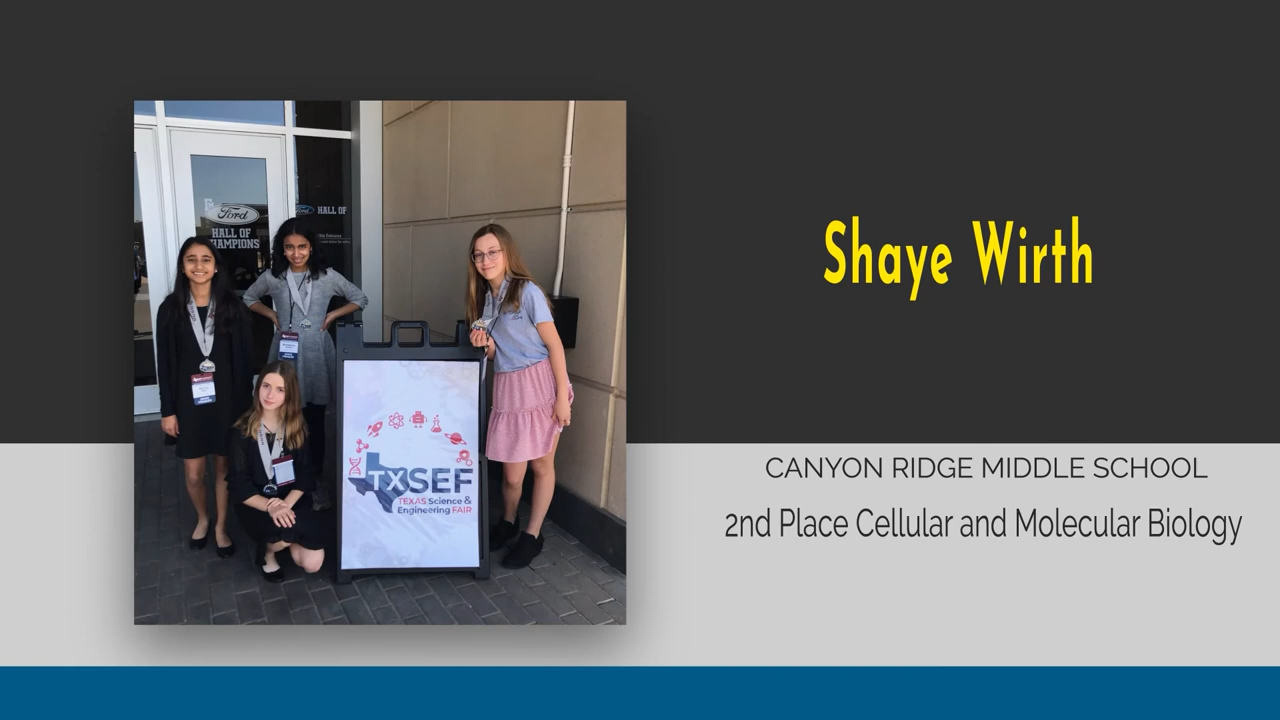 Shaye Wirth
CANYON RIDGE MIDDLE SCHOOL
2nd Place Cellular and Molecular Biology
Ford
HALL OF
CHAMPIONS
Ford HALL OF
TXSEF
TEXAS Science &
Engineering FAIR